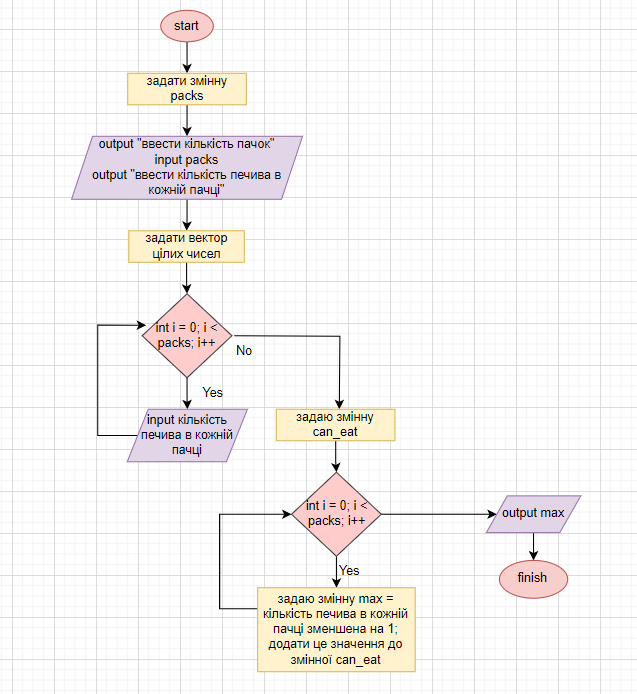 start
задати змінну
packs
output "ввести кількість пачок"
input packs
output "ввести кількість печива в
кожній пачці"
задати вектор
цілих чисел
int i = 0; i <
packs; i++
No
Yes
input кількість
печива в кожній
пачці
задаю змінну
can_eat
int i = 0; i <
packs; i++
output max
Yes
finish
задаю змінну max =
кількість печива в кожній
пачці зменшена на 1;
додати це значення до
змінної can_eat